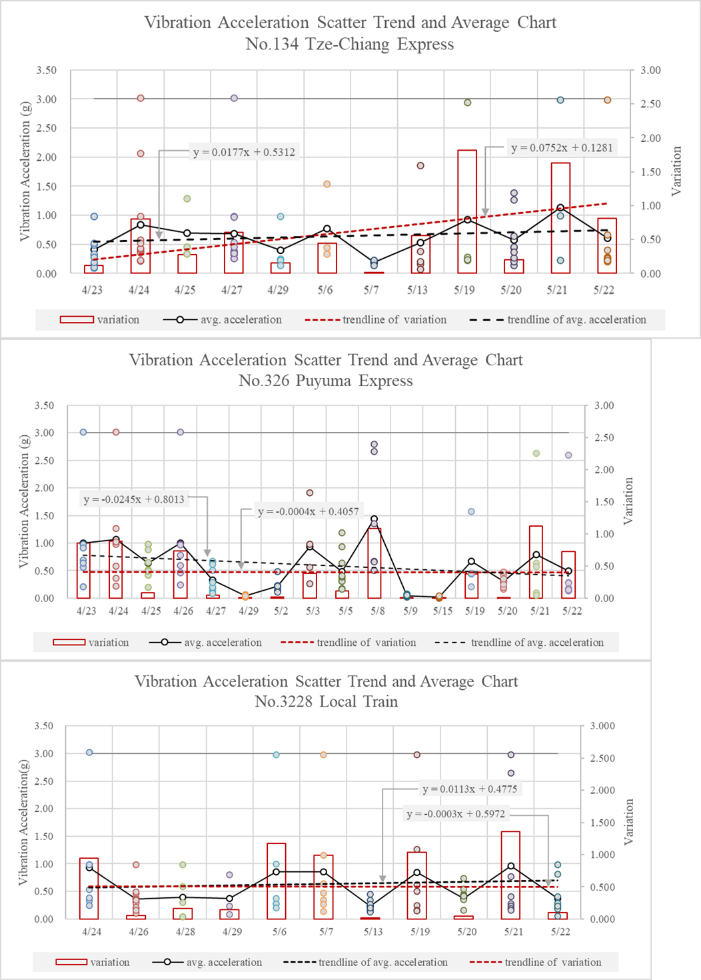 Vibration Acceleration Scatter Trend and Average Chart
No.134 Tze-Chiang Express
3.50 3.00 2.50 2.00 1.50 1.00 0.50 0.00
Vibration Acceleration (g)
3.00 2.50 2.00 1.50 1.00 0.50 0.00
Variation
y = 0.0177x + 0.5312
y = 0.0752x + 0.1281
4/23 4/24 4/25 4/27 4/29 5/6 5/7 5/13 5/19 5/20 5/21 5/22
variation avg. acceleration trendline of variation trendline of avg. acceleration
Vibration Acceleration Scatter Trend and Average Chart
No.326 Puyuma Express
3.50 3.00 2.50 2.00 1.50 1.00 0.50 0.00
Vibration Acceleration (g)
3.00 2.50 2.00 1.50 1.00 0.50 0.00
Variation
y = -0.0245x + 0.8013
y = -0.0004x + 0.4057
4/23 4/24 4/25 4/26 4/27 4/29 5/2 5/3 5/5 5/8 5/9 5/15 5/19 5/20 5/21 5/22
variation avg. acceleration trendline of variation trendline of avg. acceleration
Vibration Acceleration Scatter Trend and Average Chart
No.3228 Local Train
3.50 3.00 2.50 2.00 1.50 1.00 0.50 0.00
Vibration Acceleration(g)
3.000 2.500 2.000 1.500 1.000 0.500 0.000
Variation
y = 0.0113x + 0.4775
y = -0.0003x + 0.5972
4/24 4/26 4/28 4/29 5/6 5/7 5/13 5/19 5/20 5/21 5/22
variation avg. acceleration trendline of avg. acceleration trendline of variation